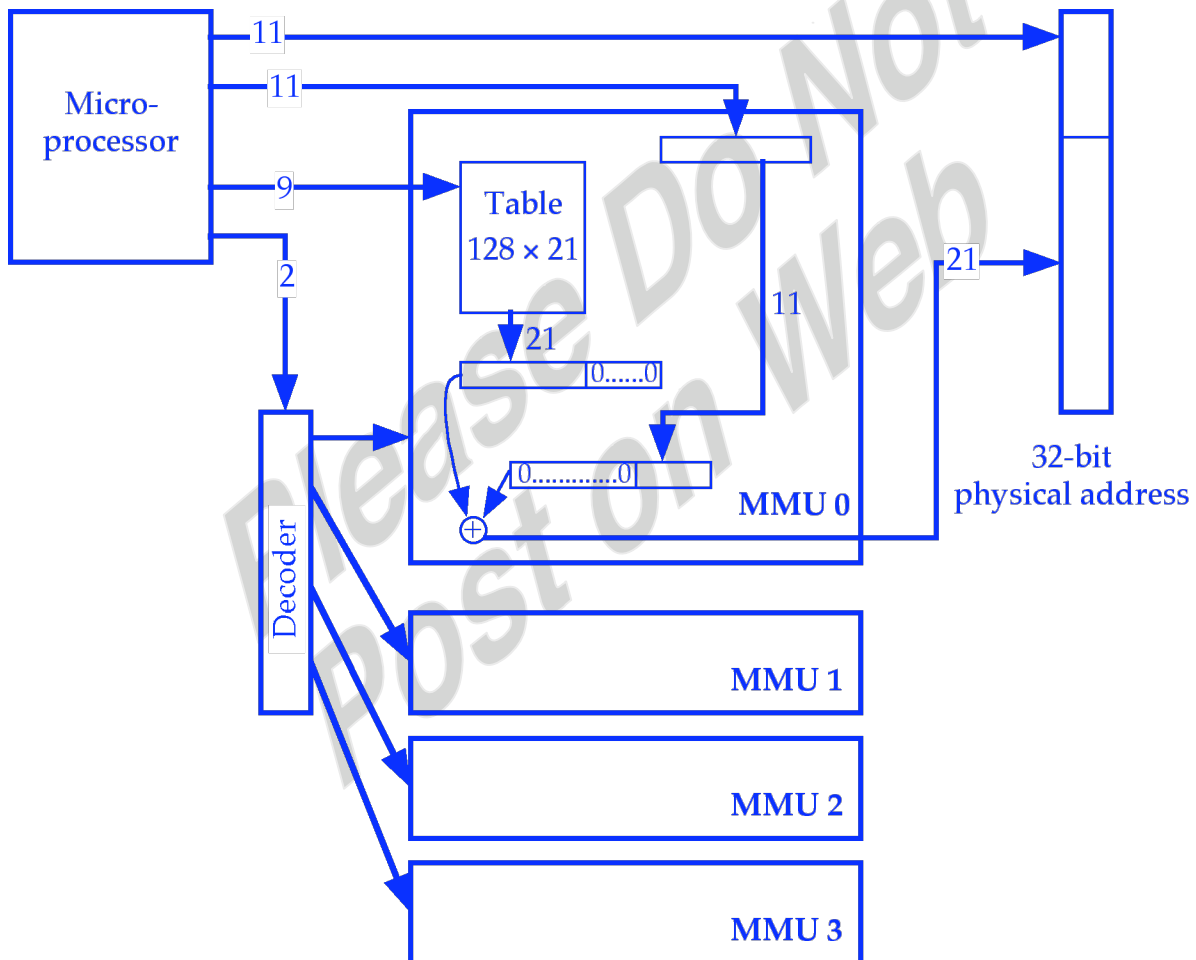 11
11
Micro-
processor
9
Table
128 × 21
2
21
11
21
0......0
0.............0
+
32-bit
physical address
MMU 0
Decoder
MMU 1
MMU 2
MMU 3
Please Do Not
Post on Web